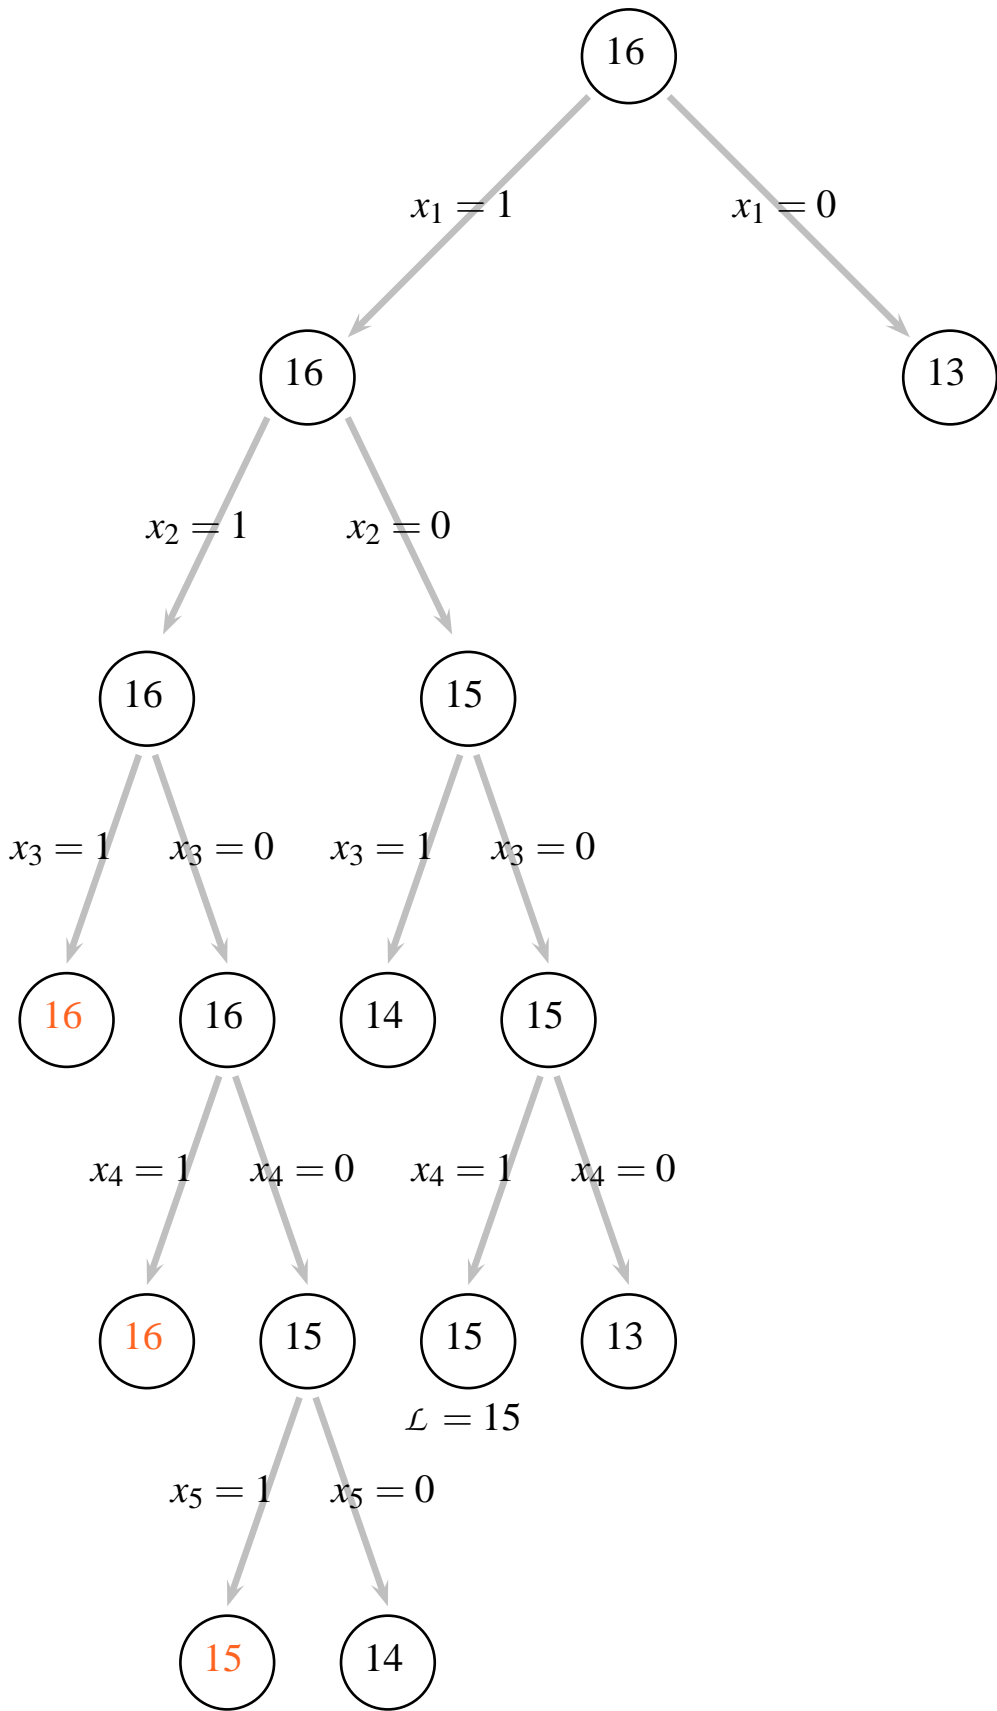 16
x₁ = 1 x₁ = 0
16 13
x₂ = 1 x₂ = 0
16 15
x₃ = 1 x₃ = 0 x₃ = 1 x₃ = 0
16 16 14 15
x₄ = 1 x₄ = 0 x₄ = 1 x₄ = 0
16 15 15 13
ℒ = 15
x₅ = 1 x₅ = 0
15 14